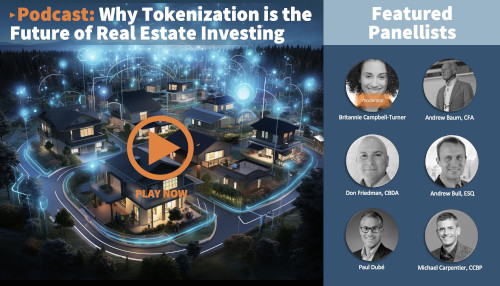 ▸Podcast: Why Tokenization is the
Future of Real Estate Investing
PLAY NOW
Featured
Panellists
Moderator
Britannie Campbell-Turner
Andrew Baum, CFA
Don Friedman, CBDA
Andrew Bull, ESQ
Paul Dubé
Michael Carpentier, CCBP